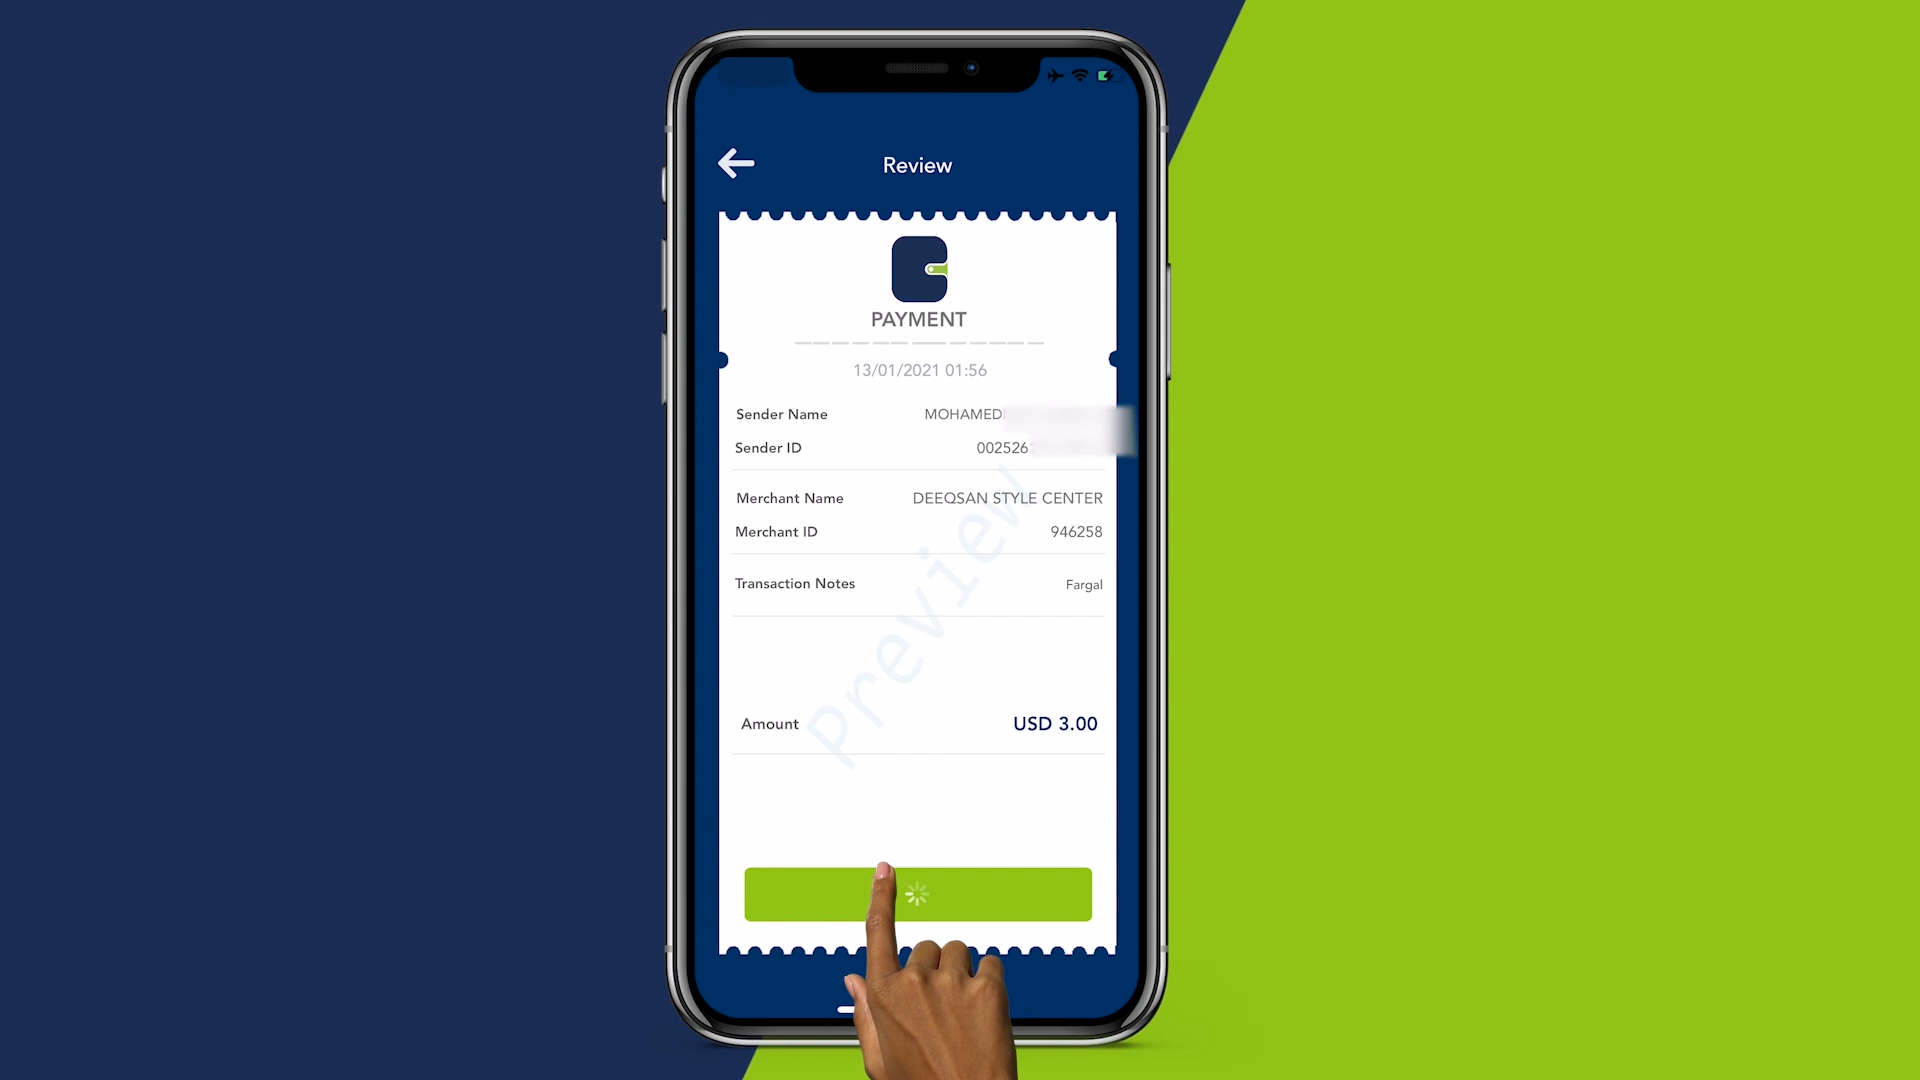 Review
PAYMENT
13/01/2021 01:56
Sender Name MOHAMED
Sender ID 002526
Merchant Name DEEQSAN STYLE CENTER
Merchant ID 946258
Transaction Notes Fargal
Preview
Amount USD 3.00